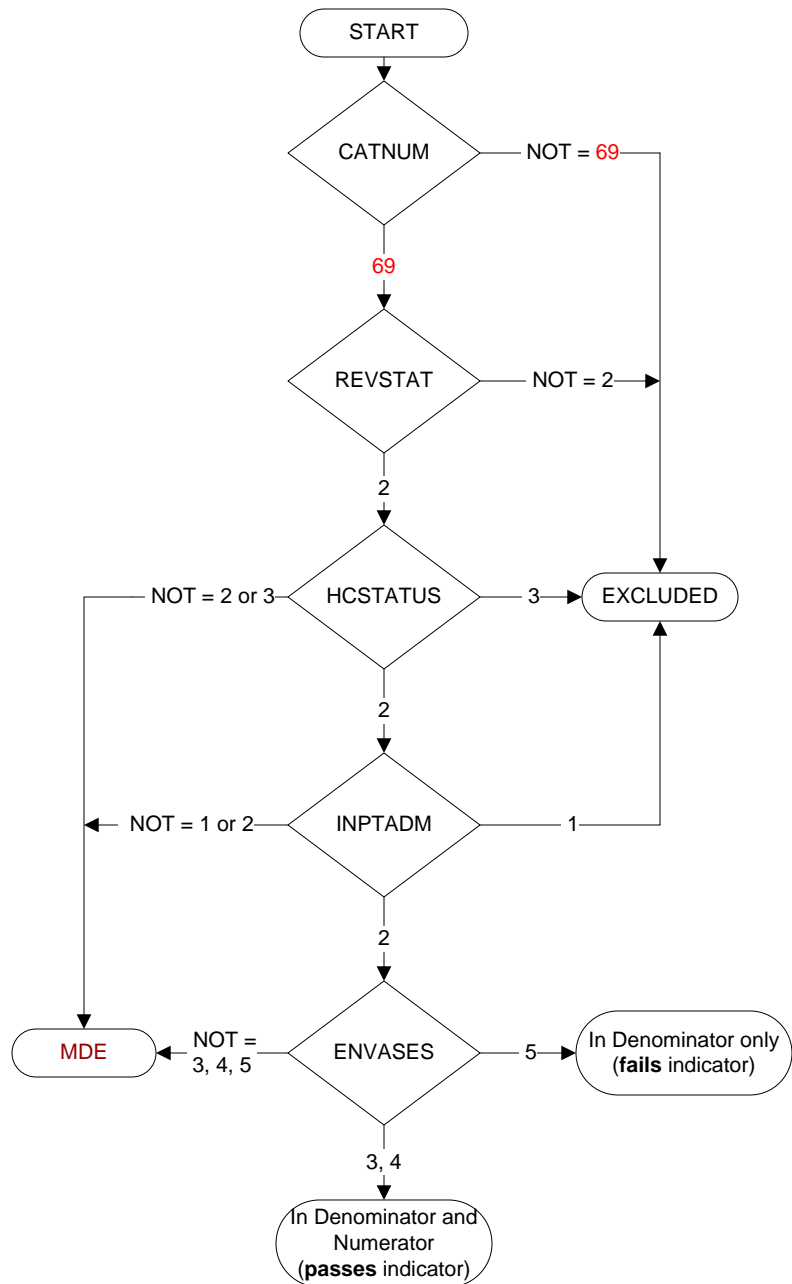 START
CATNUM
NOT = 69
69
REVSTAT
NOT = 2
2
NOT = 2 or 3
HCSTATUS
3
EXCLUDED
2
NOT = 1 or 2
INPTADM
1
2
MDE
NOT =
3, 4, 5
ENVASES
5
In Denominator only
(fails indicator)
3, 4
In Denominator and
Numerator
(passes indicator)